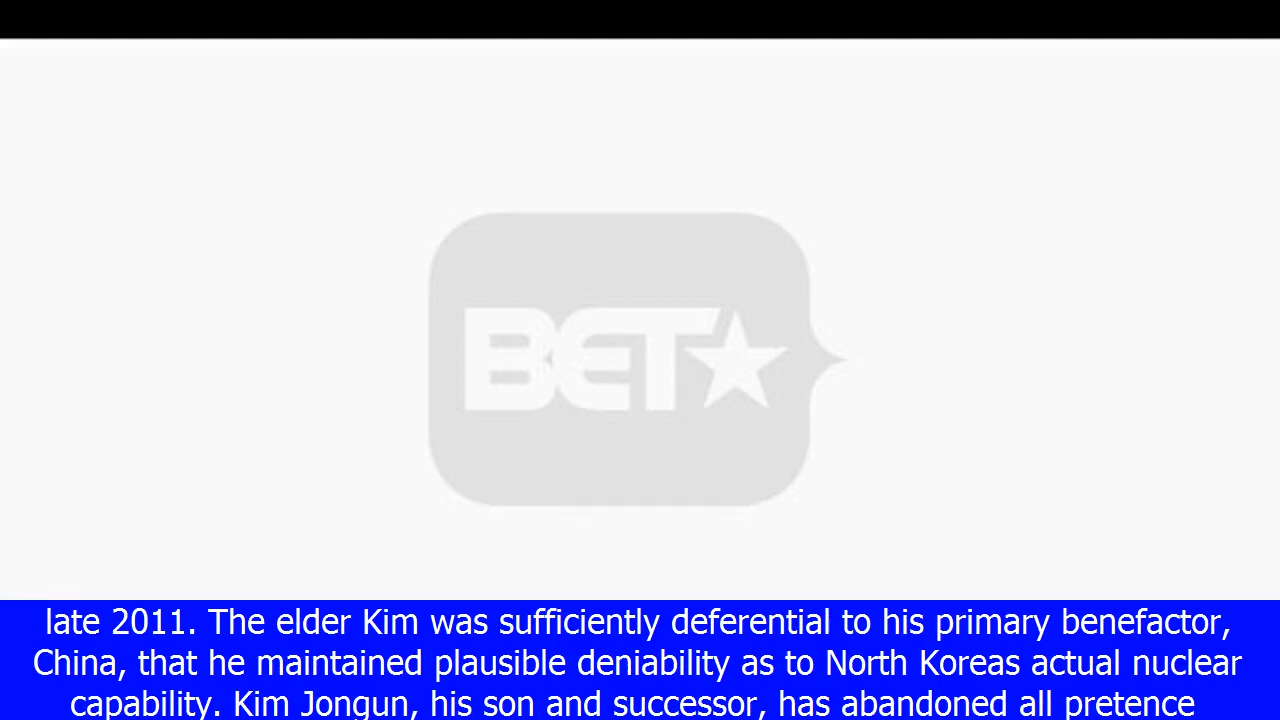 BET
late 2011. The elder Kim was sufficiently deferential to his primary benefactor,
China, that he maintained plausible deniability as to North Koreas actual nuclear
capability. Kim Jongun, his son and successor, has abandoned all pretence